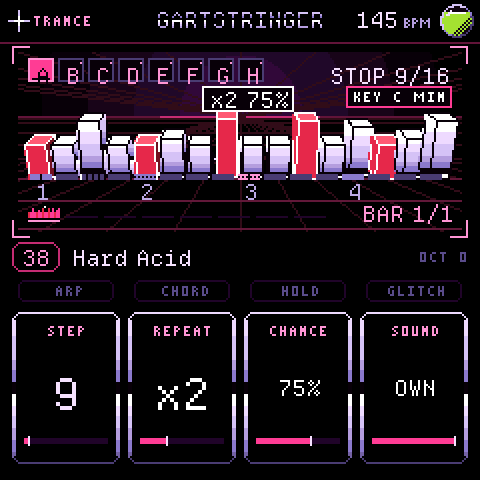 TRANCE GARTSTRINGER 145 BPM
A B C D E F G H STOP 9/16
x2 75% KEY C MIN
1 2 3 4
BAR 1/1
38 Hard Acid OCT 0
ARP CHORD HOLD GLITCH
STEP REPEAT CHANCE SOUND
9 x2 75% OWN